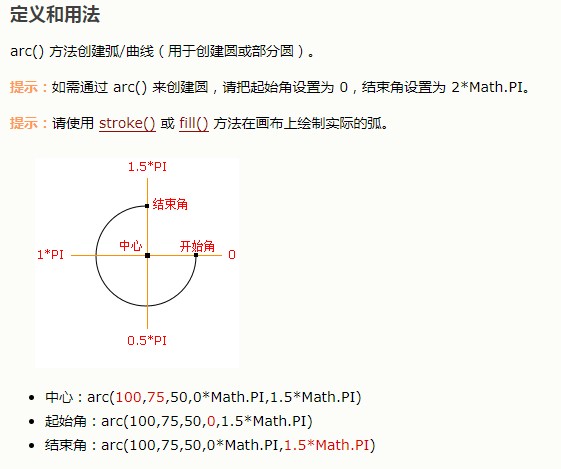 定义和用法
arc() 方法创建弧/曲线（用于创建圆或部分圆）。
提示：如需通过 arc() 来创建圆，请把起始角设置为 0，结束角设置为 2*Math.PI。
提示：请使用 stroke() 或 fill() 方法在画布上绘制实际的弧。
1.5*PI
结束角
中心
开始角
1*PI
0
0.5*PI
中心：arc(100,75,50,0*Math.PI,1.5*Math.PI)
起始角：arc(100,75,50,0,1.5*Math.PI)
结束角：arc(100,75,50,0*Math.PI,1.5*Math.PI)